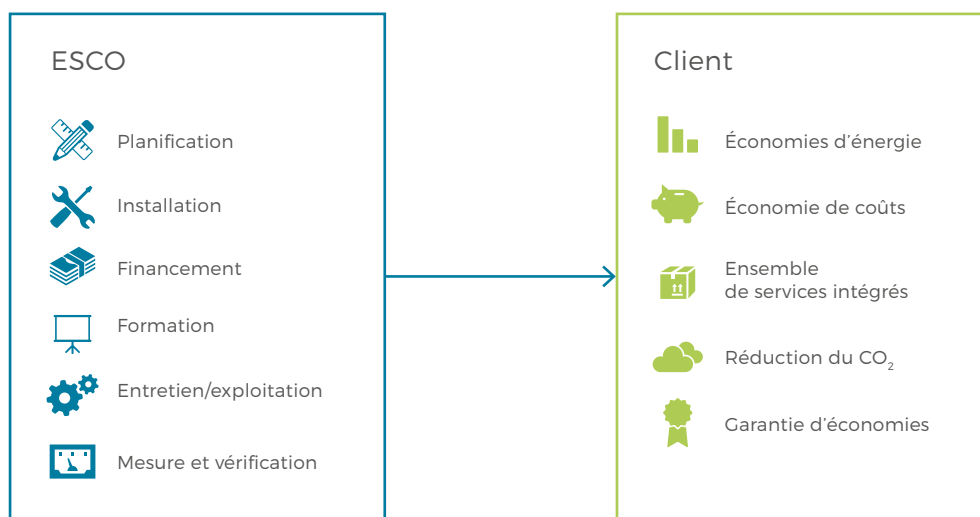 ESCO
Planification
Installation
Financement
Formation
Entretien/exploitation
Mesure et vérification
Client
Économies d’énergie
Économie de coûts
Ensemble
de services intégrés
Réduction du CO₂
Garantie d’économies